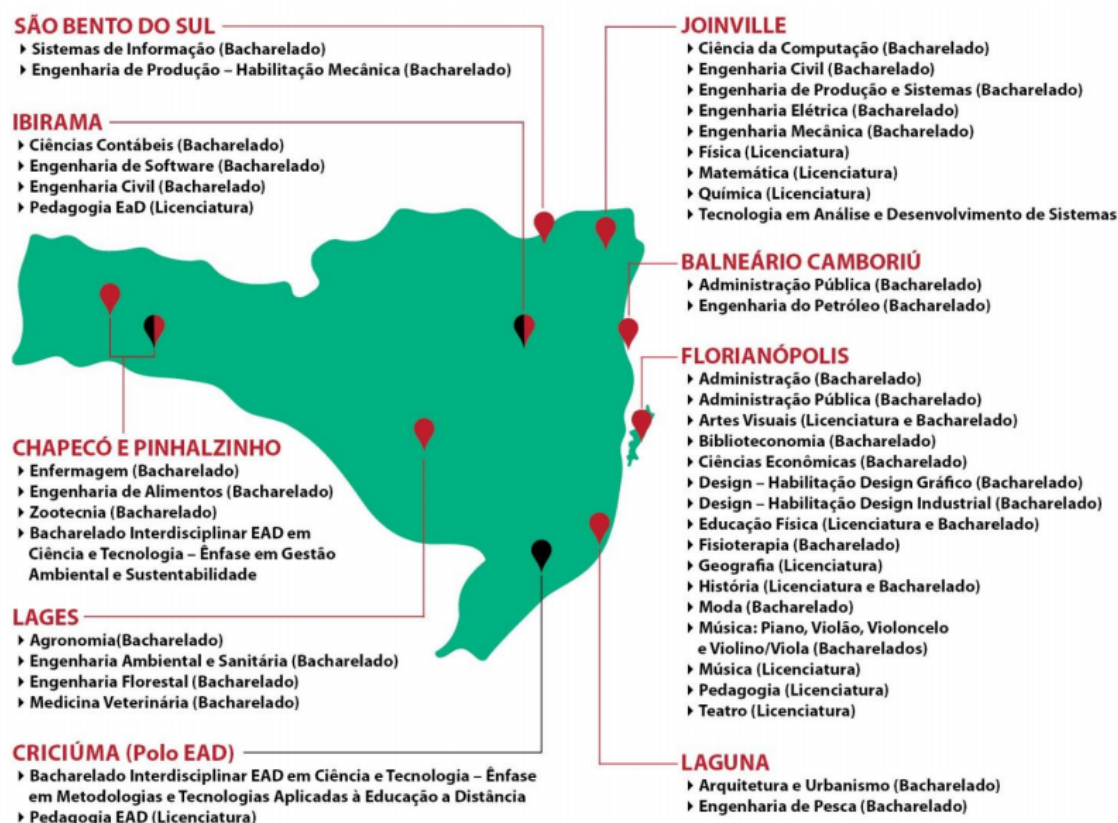 SÃO BENTO DO SUL
Sistemas de Informação (Bacharelado)
Engenharia de Produção – Habilitação Mecânica (Bacharelado)
IBIRAMA
Ciências Contábeis (Bacharelado)
Engenharia de Software (Bacharelado)
Engenharia Civil (Bacharelado)
Pedagogia EaD (Licenciatura)
CHAPECÓ E PINHALZINHO
Enfermagem (Bacharelado)
Engenharia de Alimentos (Bacharelado)
Zootecnia (Bacharelado)
Bacharelado Interdisciplinar EAD em
Ciência e Tecnologia – Ênfase em Gestão
Ambiental e Sustentabilidade
LAGES
Agronomia(Bacharelado)
Engenharia Ambiental e Sanitária (Bacharelado)
Engenharia Florestal (Bacharelado)
Medicina Veterinária (Bacharelado)
CRICIÚMA (Polo EAD)
Bacharelado Interdisciplinar EAD em Ciência e Tecnologia – Ênfase
em Metodologias e Tecnologias Aplicadas à Educação a Distância
Pedagogia EAD (Licenciatura)
JOINVILLE
Ciência da Computação (Bacharelado)
Engenharia Civil (Bacharelado)
Engenharia de Produção e Sistemas (Bacharelado)
Engenharia Elétrica (Bacharelado)
Engenharia Mecânica (Bacharelado)
Física (Licenciatura)
Matemática (Licenciatura)
Química (Licenciatura)
Tecnologia em Análise e Desenvolvimento de Sistemas
BALNEÁRIO CAMBORIÚ
Administração Pública (Bacharelado)
Engenharia do Petróleo (Bacharelado)
FLORIANÓPOLIS
Administração (Bacharelado)
Administração Pública (Bacharelado)
Artes Visuais (Licenciatura e Bacharelado)
Biblioteconomia (Bacharelado)
Ciências Econômicas (Bacharelado)
Design – Habilitação Design Gráfico (Bacharelado)
Design – Habilitação Design Industrial (Bacharelado)
Educação Física (Licenciatura e Bacharelado)
Fisioterapia (Bacharelado)
Geografia (Licenciatura)
História (Licenciatura e Bacharelado)
Moda (Bacharelado)
Música: Piano, Violão, Violoncelo
e Violino/Viola (Bacharelados)
Música (Licenciatura)
Pedagogia (Licenciatura)
Teatro (Licenciatura)
LAGUNA
Arquitetura e Urbanismo (Bacharelado)
Engenharia de Pesca (Bacharelado)